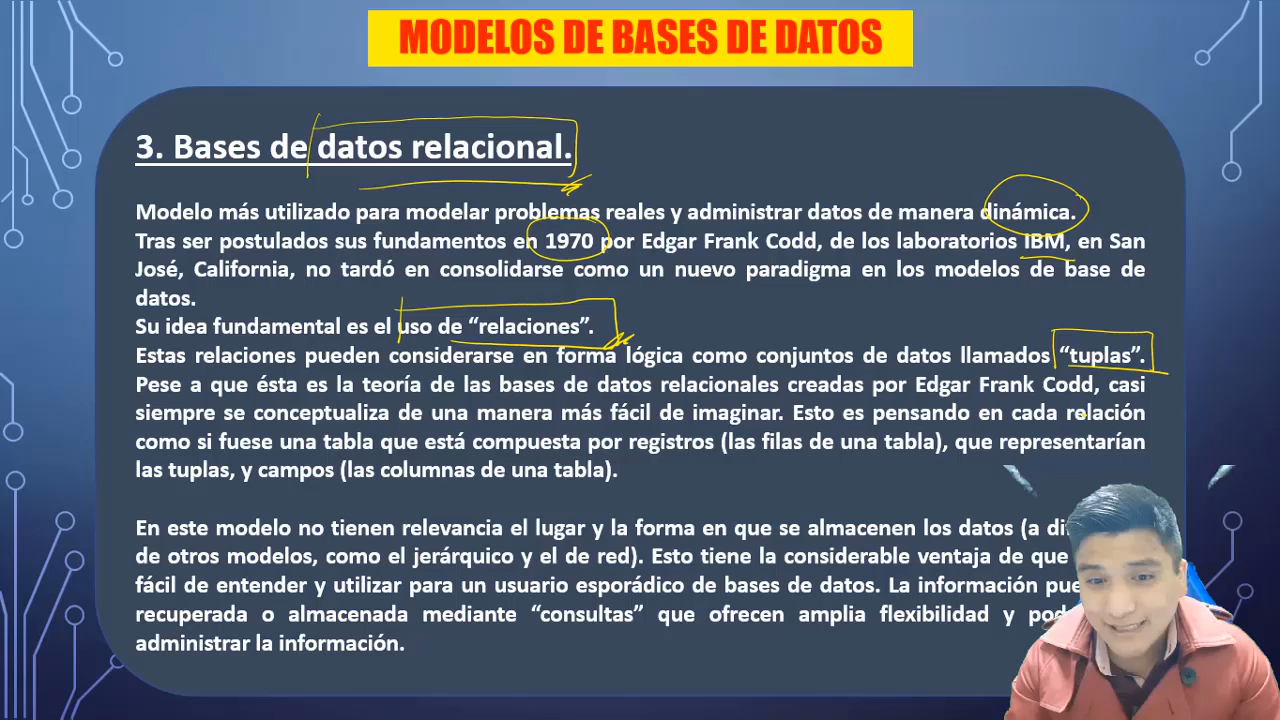 MODELOS DE BASES DE DATOS
3. Bases de datos relacional.
Modelo más utilizado para modelar problemas reales y administrar datos de manera dinámica.
Tras ser postulados sus fundamentos en 1970 por Edgar Frank Codd, de los laboratorios IBM, en San
José, California, no tardó en consolidarse como un nuevo paradigma en los modelos de base de
datos.
Su idea fundamental es el uso de “relaciones”.
Estas relaciones pueden considerarse en forma lógica como conjuntos de datos llamados “tuplas”.
Pese a que ésta es la teoría de las bases de datos relacionales creadas por Edgar Frank Codd, casi
siempre se conceptualiza de una manera más fácil de imaginar. Esto es pensando en cada relación
como si fuese una tabla que está compuesta por registros (las filas de una tabla), que representarían
las tuplas, y campos (las columnas de una tabla).
En este modelo no tienen relevancia el lugar y la forma en que se almacenen los datos (a
de otros modelos, como el jerárquico y el de red). Esto tiene la considerable ventaja de que
fácil de entender y utilizar para un usuario esporádico de bases de datos. La información
recuperada o almacenada mediante “consultas” que ofrecen amplia flexibilidad y
administrar la información.